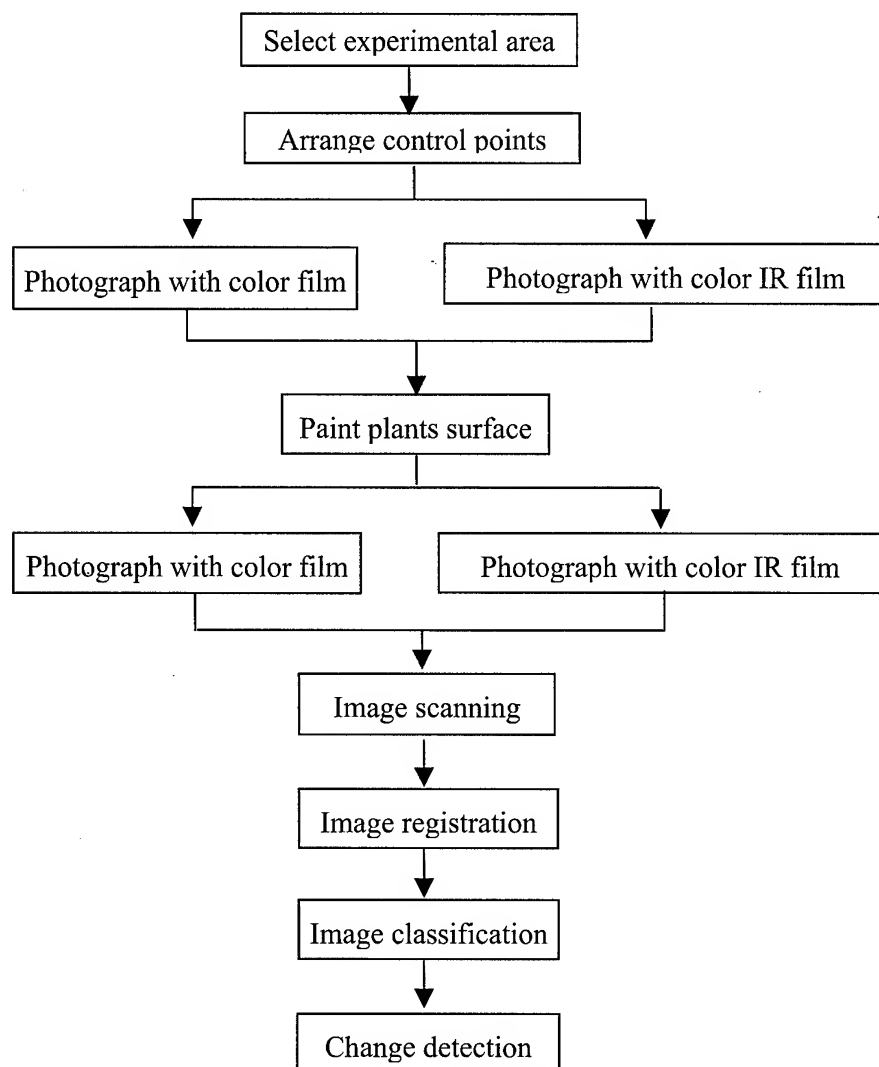 Select experimental area
Arrange control points
Photograph with color film
Photograph with color IR film
Paint plants surface
Photograph with color film
Photograph with color IR film
Image scanning
Image registration
Image classification
Change detection